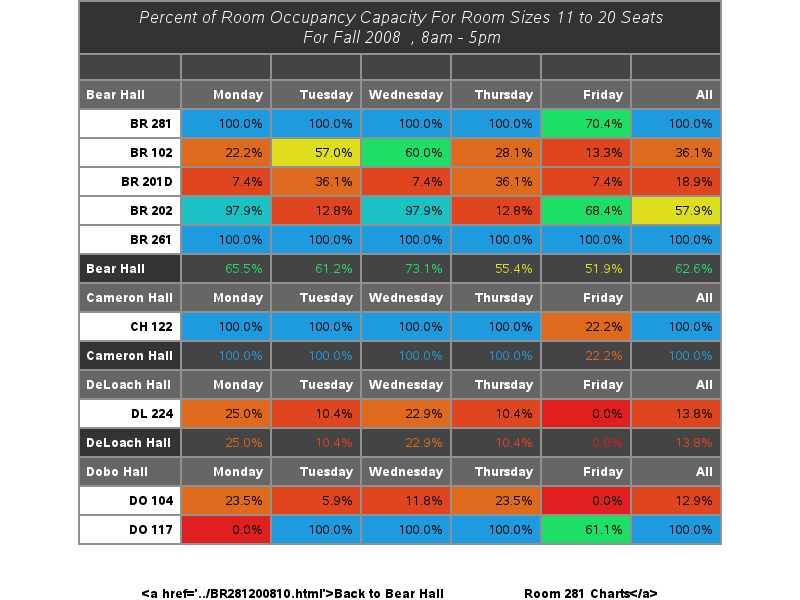 Percent of Room Occupancy Capacity For Room Sizes 11 to 20 Seats
For Fall 2008 , 8am - 5pm
Bear Hall Monday Tuesday Wednesday Thursday Friday All
BR 281 100.0% 100.0% 100.0% 100.0% 70.4% 100.0%
BR 102 22.2% 57.0% 60.0% 28.1% 13.3% 36.1%
BR 201D 7.4% 36.1% 7.4% 36.1% 7.4% 18.9%
BR 202 97.9% 12.8% 97.9% 12.8% 68.4% 57.9%
BR 261 100.0% 100.0% 100.0% 100.0% 100.0% 100.0%
Bear Hall 65.5% 61.2% 73.1% 55.4% 51.9% 62.6%
Cameron Hall Monday Tuesday Wednesday Thursday Friday All
CH 122 100.0% 100.0% 100.0% 100.0% 22.2% 100.0%
Cameron Hall 100.0% 100.0% 100.0% 100.0% 22.2% 100.0%
DeLoach Hall Monday Tuesday Wednesday Thursday Friday All
DL 224 25.0% 10.4% 22.9% 10.4% 0.0% 13.8%
DeLoach Hall 25.0% 10.4% 22.9% 10.4% 0.0% 13.8%
Dobo Hall Monday Tuesday Wednesday Thursday Friday All
DO 104 23.5% 5.9% 11.8% 23.5% 0.0% 12.9%
DO 117 0.0% 100.0% 100.0% 100.0% 61.1% 100.0%
<a href='../BR281200810.html'>Back to Bear Hall Room 281 Charts</a>